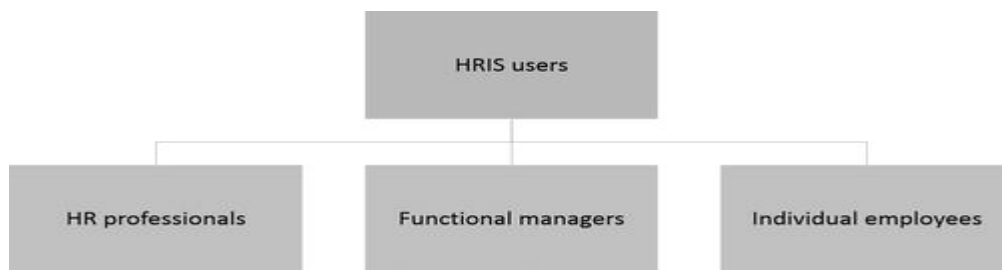 HRIS users
HR professionals
Functional managers
Individual employees